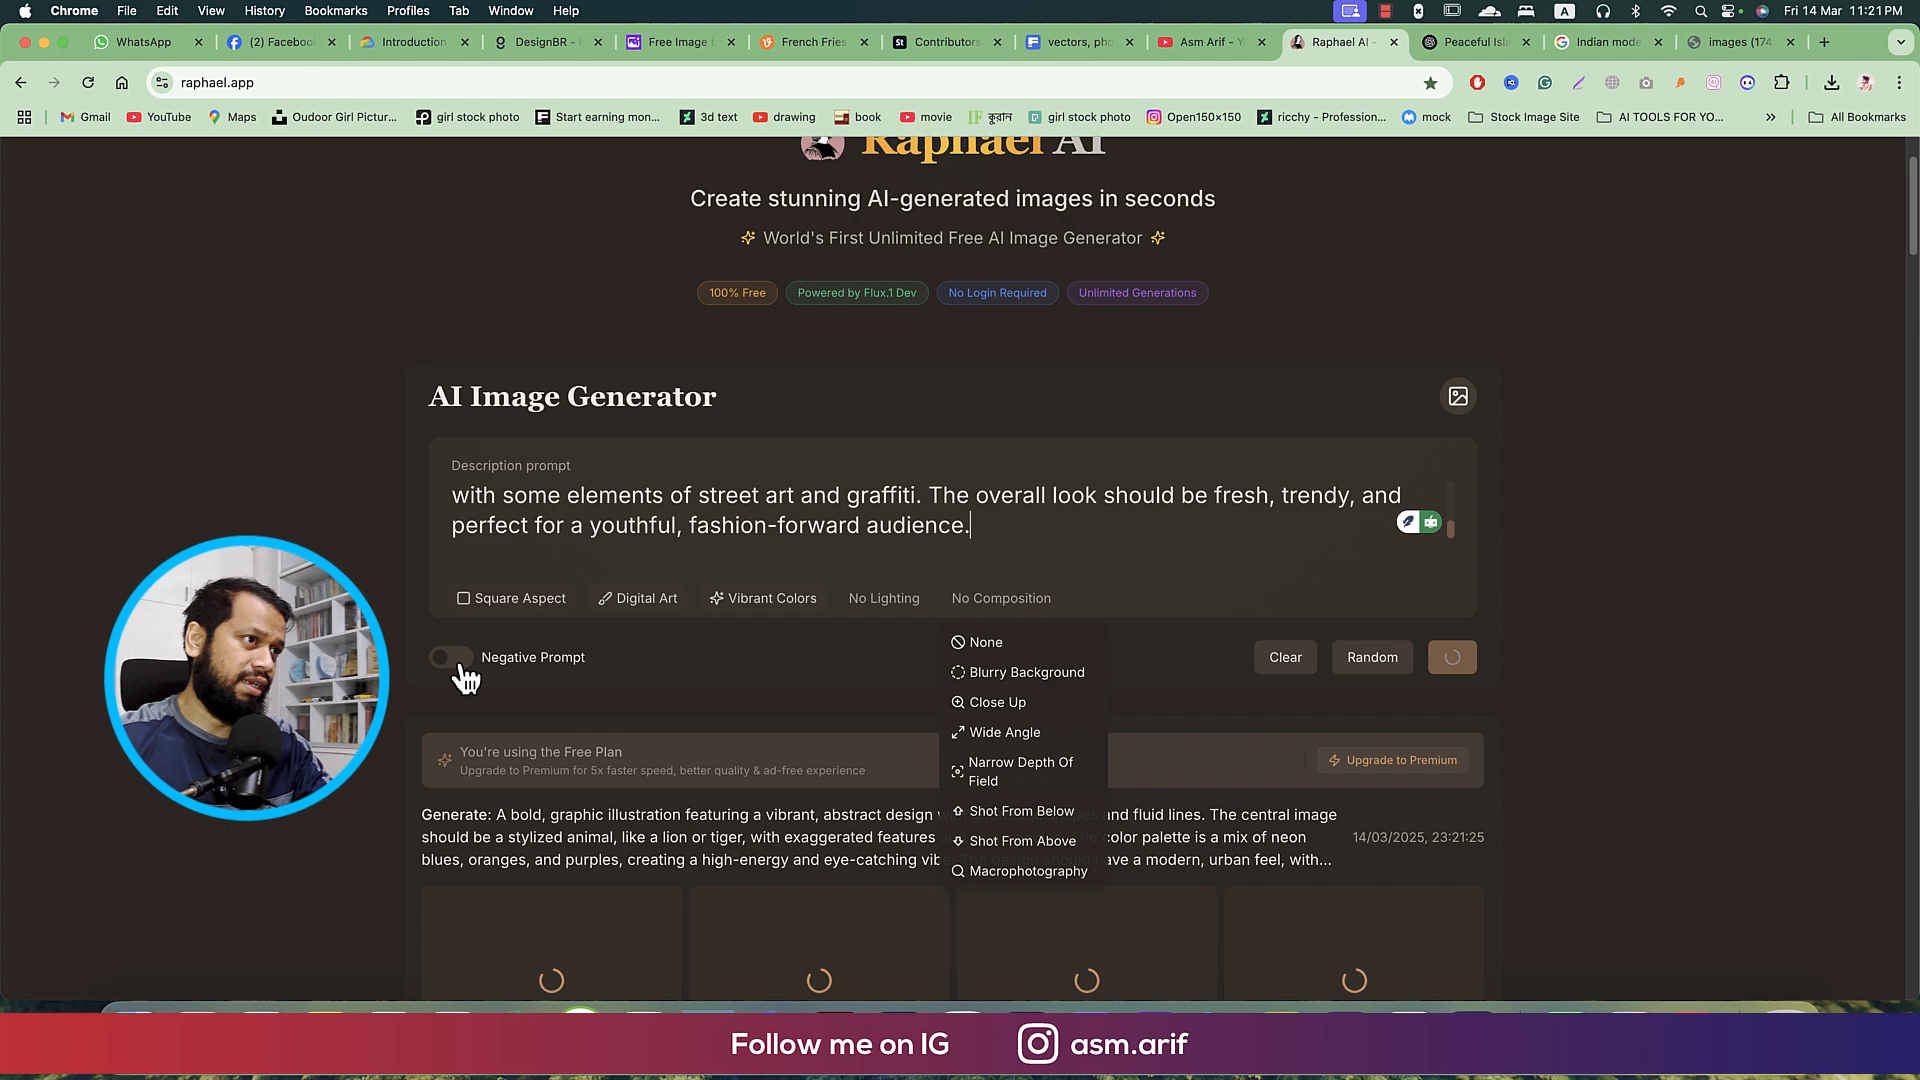 Chrome File Edit View History Bookmarks Profiles Tab Window Help A Fri 14 Mar 11:21 PM
WhatsApp (2) Faceboo Introduction DesignBR - Free Image French Fries Contributors vectors, pho Asm Arif - Y Raphael AI - Peaceful Isla Indian mode images (174
raphael.app
Gmail YouTube Maps Oudoor Girl Pictur... girl stock photo Start earning mon... 3d text drawing book movie কুরান girl stock photo Open150×150 ricchy - Profession... mock Stock Image Site AI TOOLS FOR YO... » All Bookmarks
Raphael AI
Create stunning AI-generated images in seconds
World's First Unlimited Free AI Image Generator
100% Free Powered by Flux.1 Dev No Login Required Unlimited Generations
AI Image Generator
Description prompt
with some elements of street art and graffiti. The overall look should be fresh, trendy, and
perfect for a youthful, fashion-forward audience.
Square Aspect Digital Art Vibrant Colors No Lighting No Composition
None
Negative Prompt Clear Random
Blurry Background
Close Up
Wide Angle
Narrow Depth Of
Field
Shot From Below
Shot From Above
Macrophotography
You're using the Free Plan
Upgrade to Premium for 5x faster speed, better quality & ad-free experience
Upgrade to Premium
Generate: A bold, graphic illustration featuring a vibrant, abstract design and fluid lines. The central image
should be a stylized animal, like a lion or tiger, with exaggerated features color palette is a mix of neon
14/03/2025, 23:21:25
blues, oranges, and purples, creating a high-energy and eye-catching have a modern, urban feel, with...
Follow me on IG asm.arif